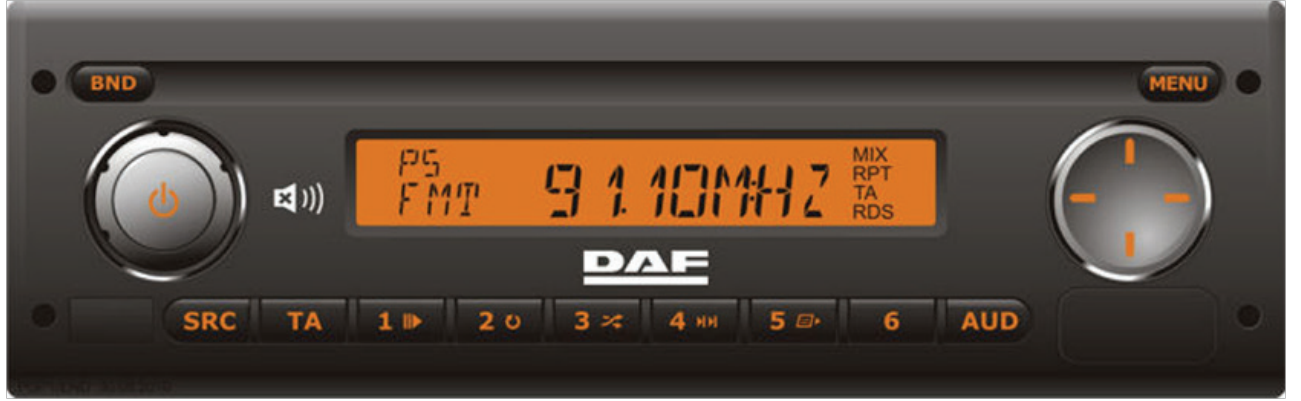 BND
MENU
PS
FMT 91.10MHZ
MIX
RPT
TA
RDS
DAF
SRC TA 1 2 3 4 5 6 AUD